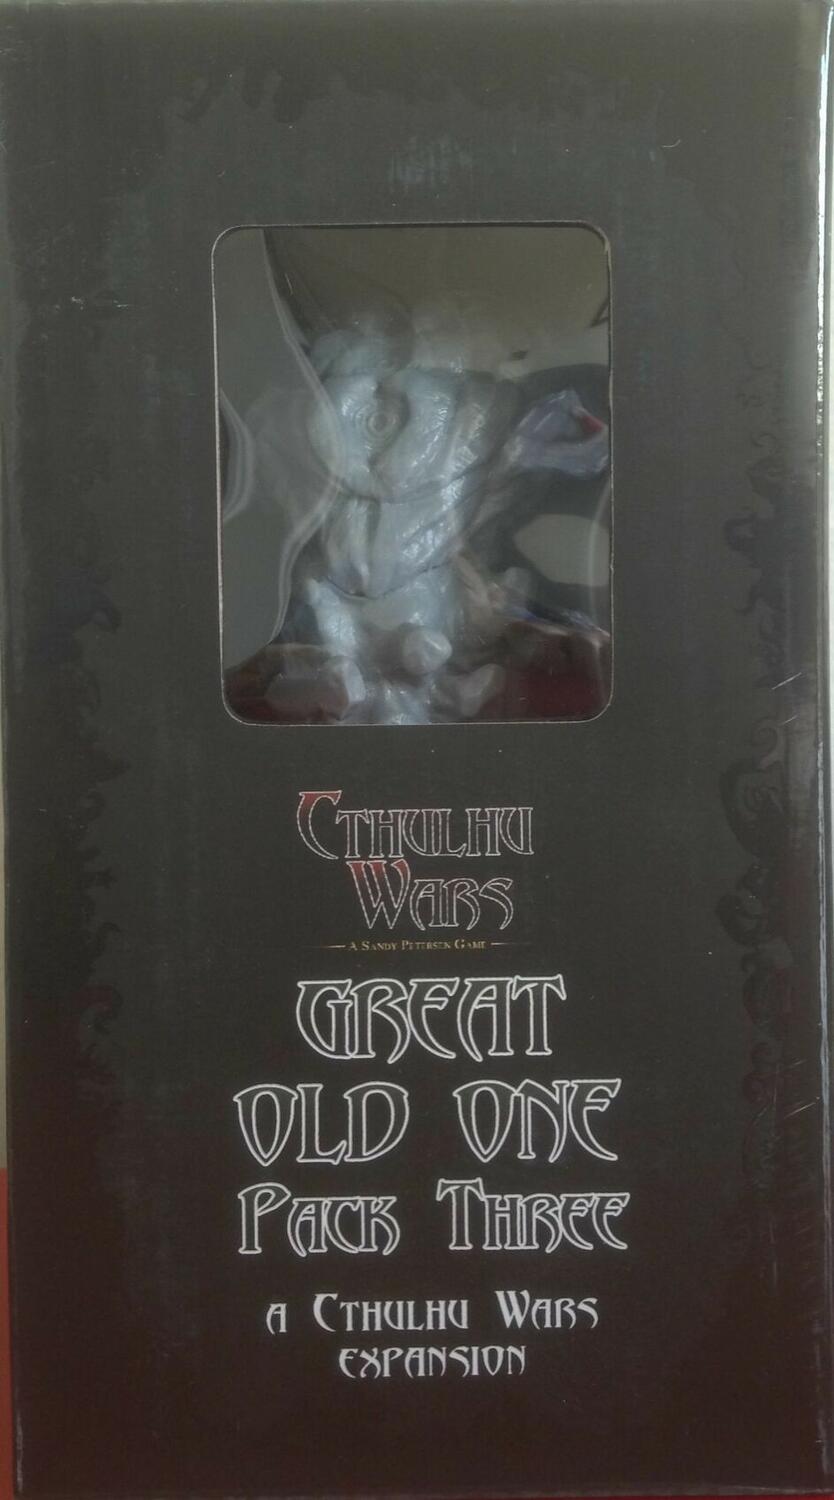 CTHULHU
WARS
A SANDY PETERSEN GAME
GREAT
OLD ONE
PACK THREE
A CTHULHU WARS
EXPANSION